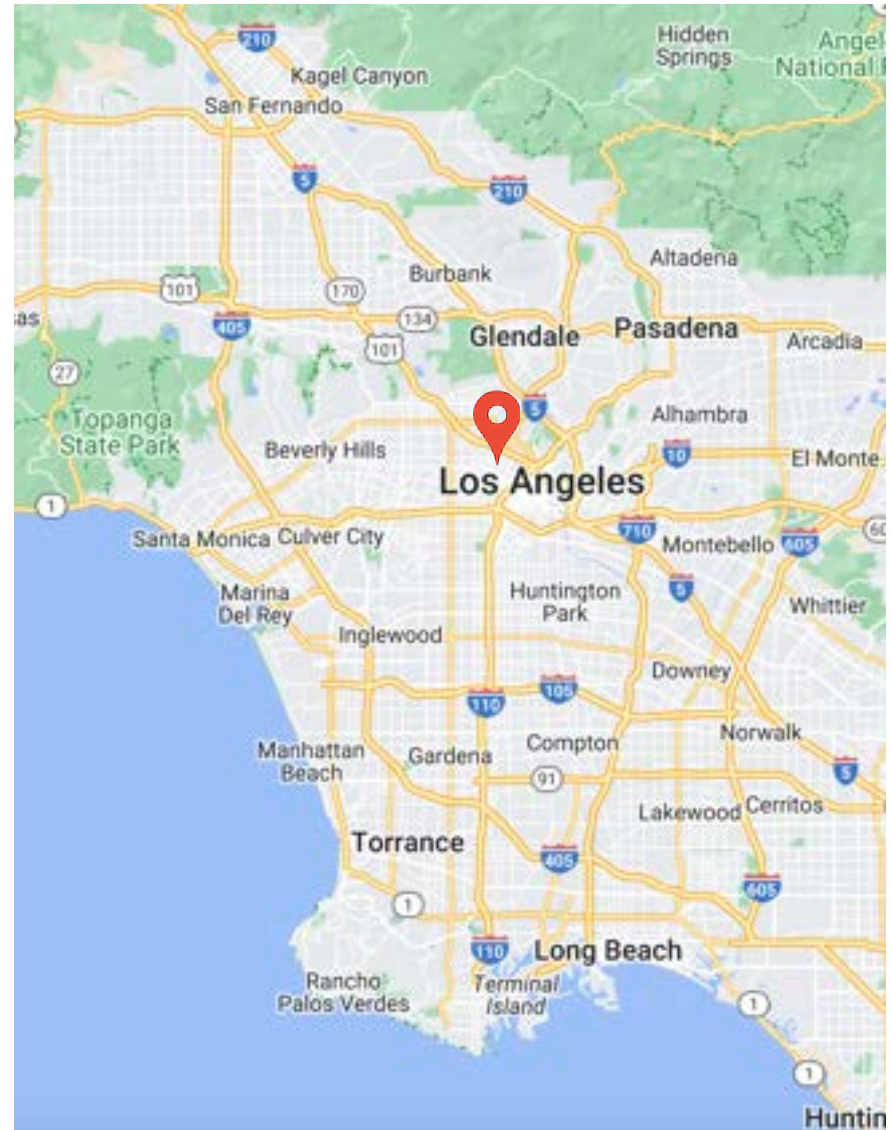 210
Hidden
Springs
Angel
National
Kagel Canyon
San Fernando
5
210
Altadena
Burbank
101
170
134
405
Glendale
Pasadena
as
101
Arcadia
27
5
Topanga
State Park
Alhambra
Beverly Hills
10
El Monte
Los Angeles
1
Santa Monica
Culver City
710
Montebello
605
60
Marina
Del Rey
Huntington
Park
5
Whittier
Inglewood
Downey
110
105
Manhattan
Beach
Gardena
Compton
Norwalk
91
5
Lakewood
Cerritos
Torrance
405
605
1
110
Long Beach
Rancho
Palos Verdes
Terminal
Island
1
1
Huntin